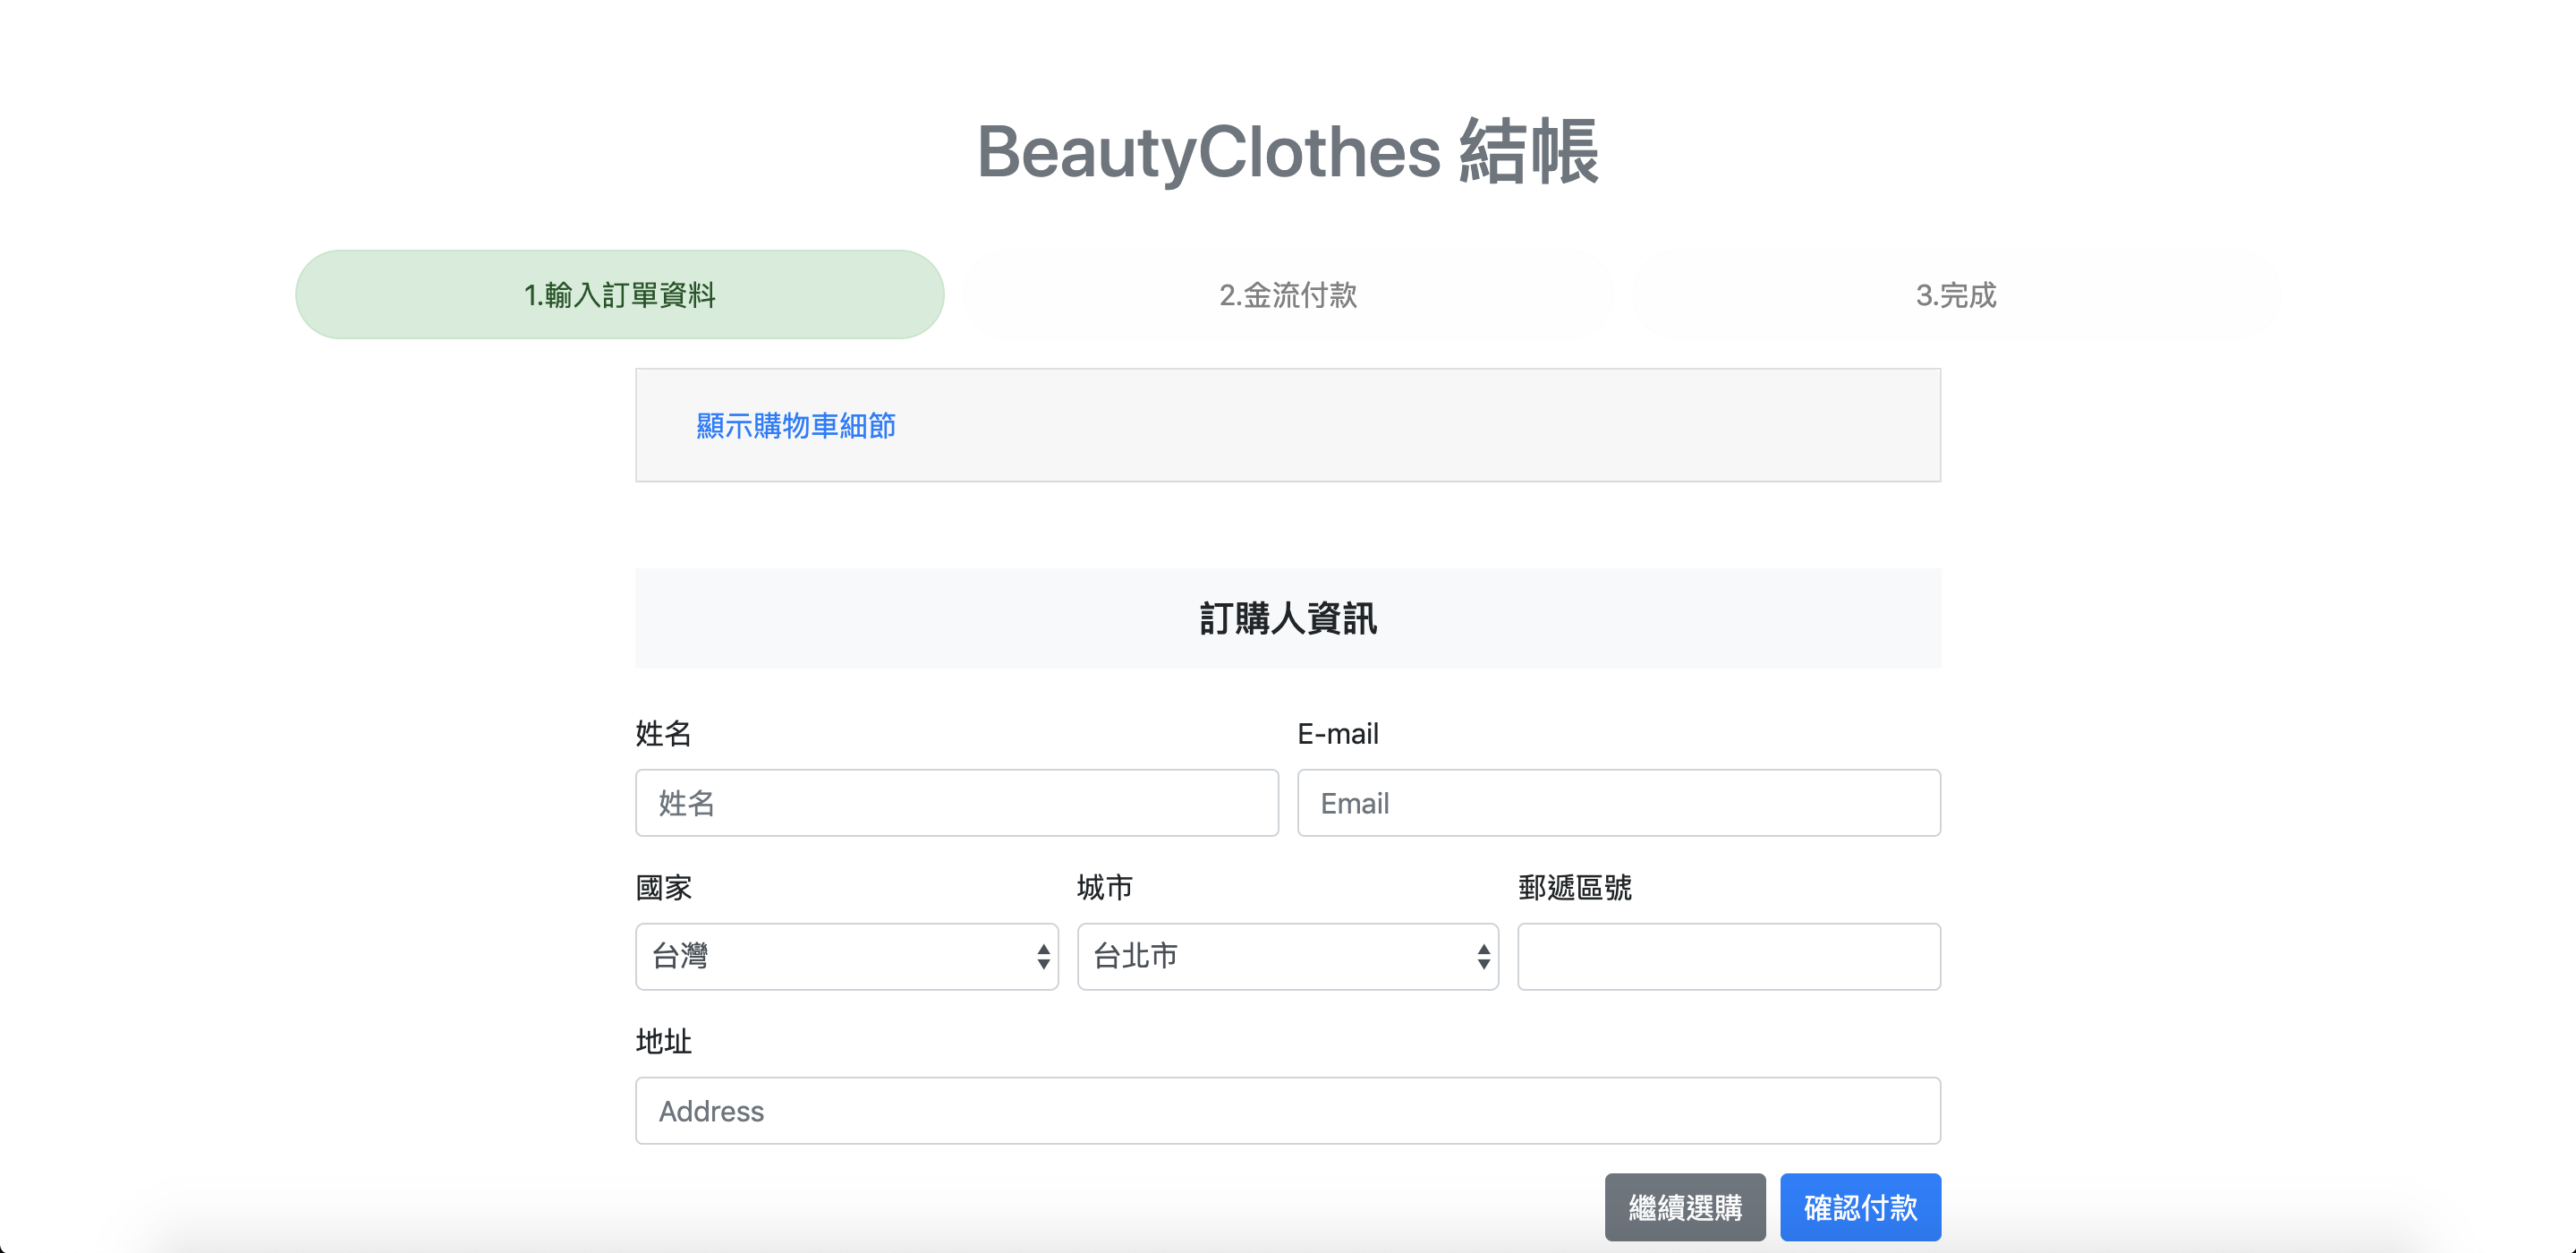 BeautyClothes 結帳
1.輸入訂單資料
2.金流付款
3.完成
顯示購物車細節
訂購人資訊
姓名
E-mail
姓名
Email
國家
城市
郵遞區號
台灣
台北市
地址
Address
繼續選購
確認付款